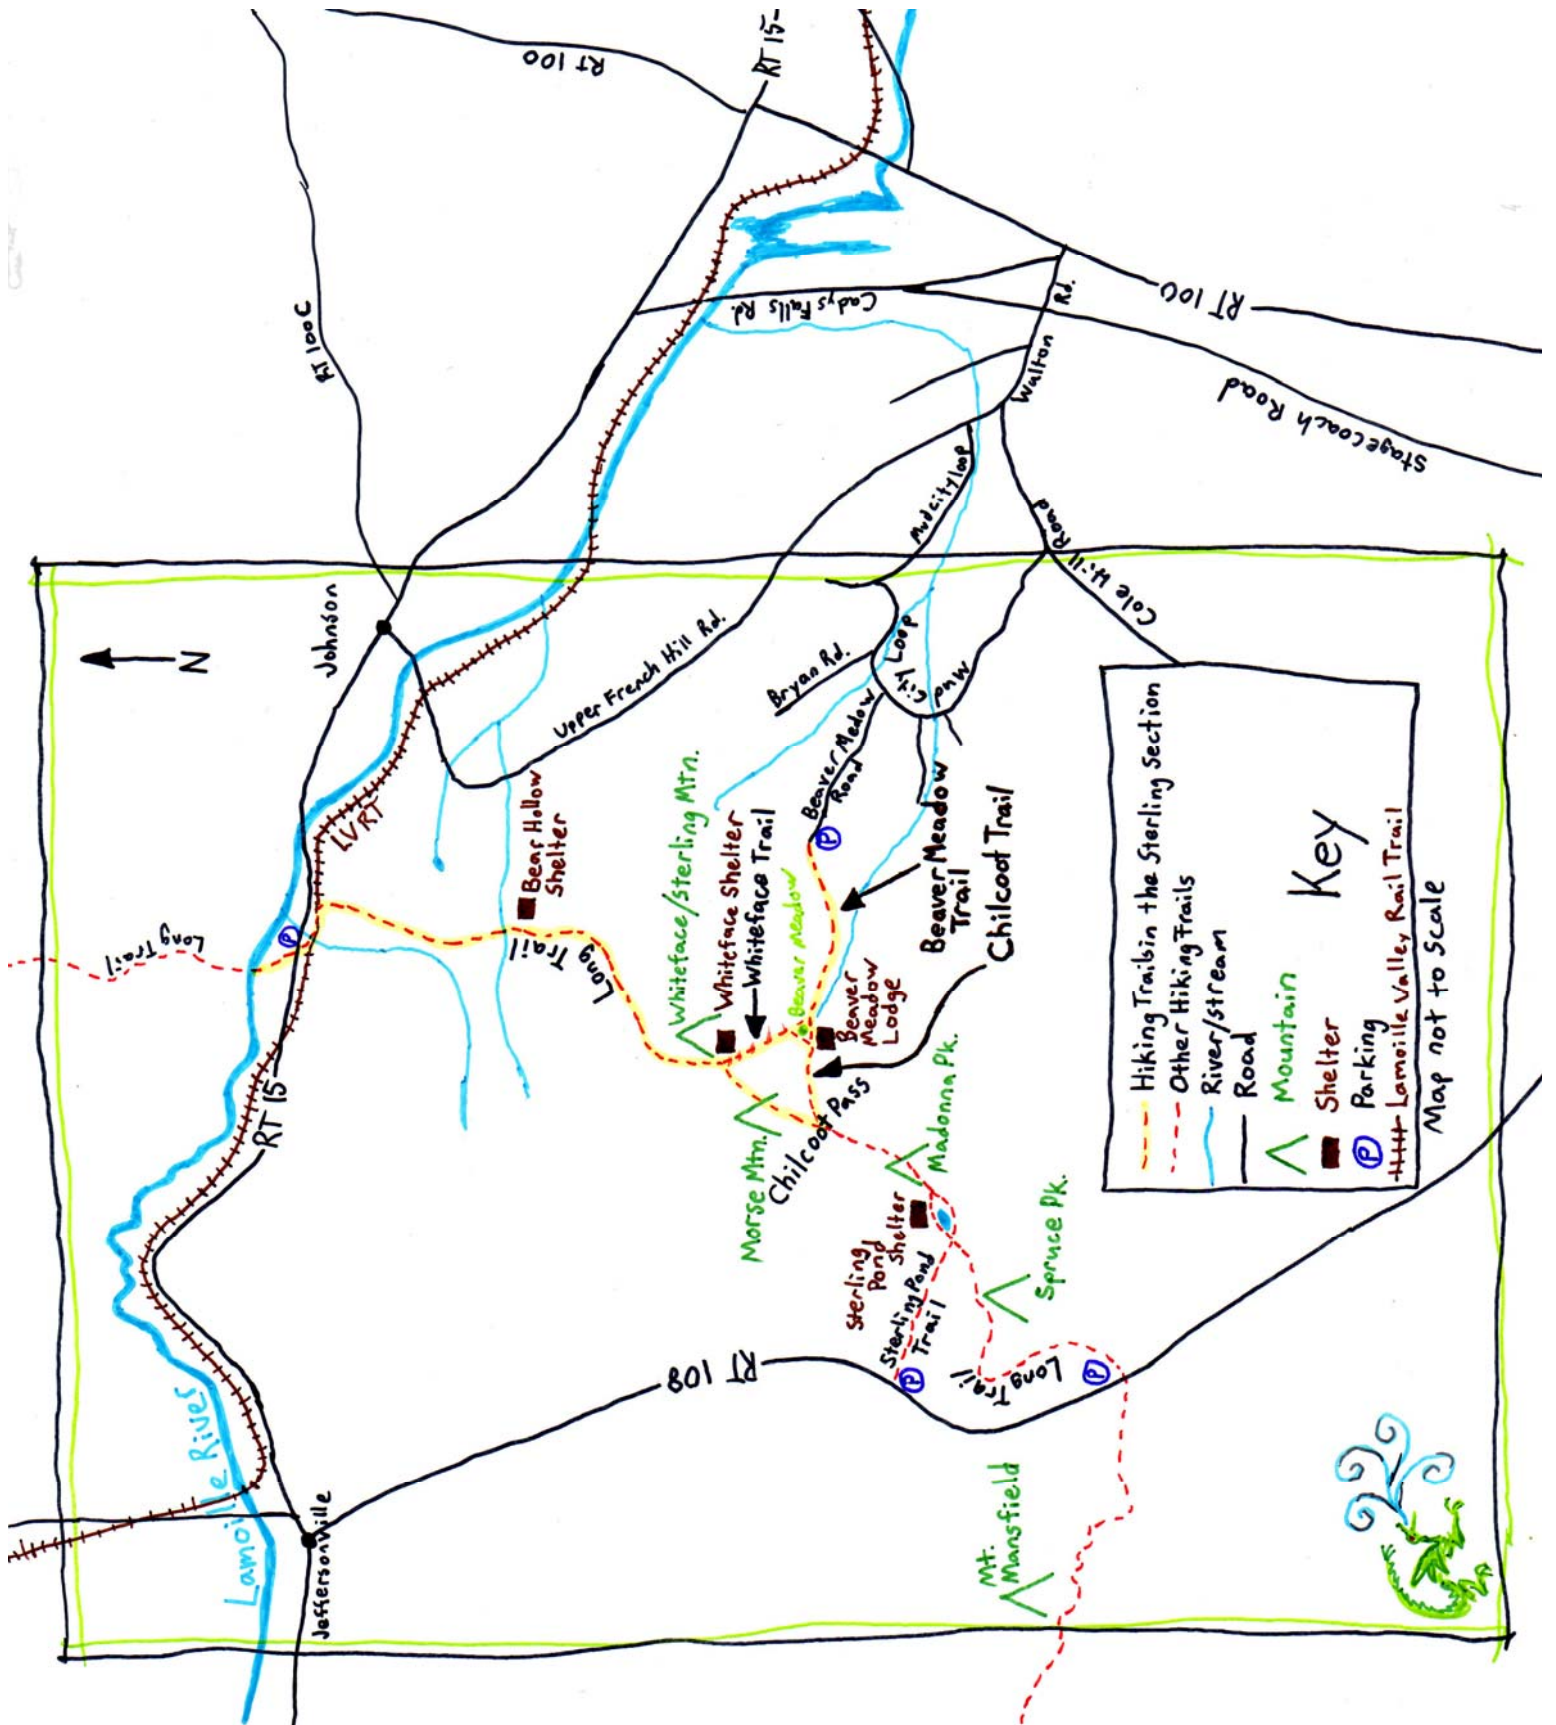 RT 100
RT 15
RT 100C
Cadys Falls Rd.
Walton
Rd.
RT 100
Stagecoach Road
Mud City loop
Cole Hill Road
Johnson
N
Upper French Hill Rd.
Bryan Rd.
Mud
City Loop
Beaver Medow
Road
LVRT
Bear Hollow
Shelter
Whiteface/Sterling Mtn.
Whiteface Shelter
Whiteface Trail
Beaver Meadow
Beaver Meadow
Trail
Chilcoot Trail
Long Trail
P
Long Trail
Beaver
Meadow
Lodge
P
RT 15
Morse Mtn.
Chilcoot Pass
Madonna Pk.
Sterling
Pond
Shelter
Sterling Pond
Trail
Spruce Pk.
P
Long Trail
P
RT 108
Lamoille River
Jeffersonville
Mt.
Mansfield
Hiking Trails in the Sterling Section
Other Hiking Trails
River/stream
Road
Mountain
Shelter
P Parking
Lamoille Valley Rail Trail
Key
Map not to Scale